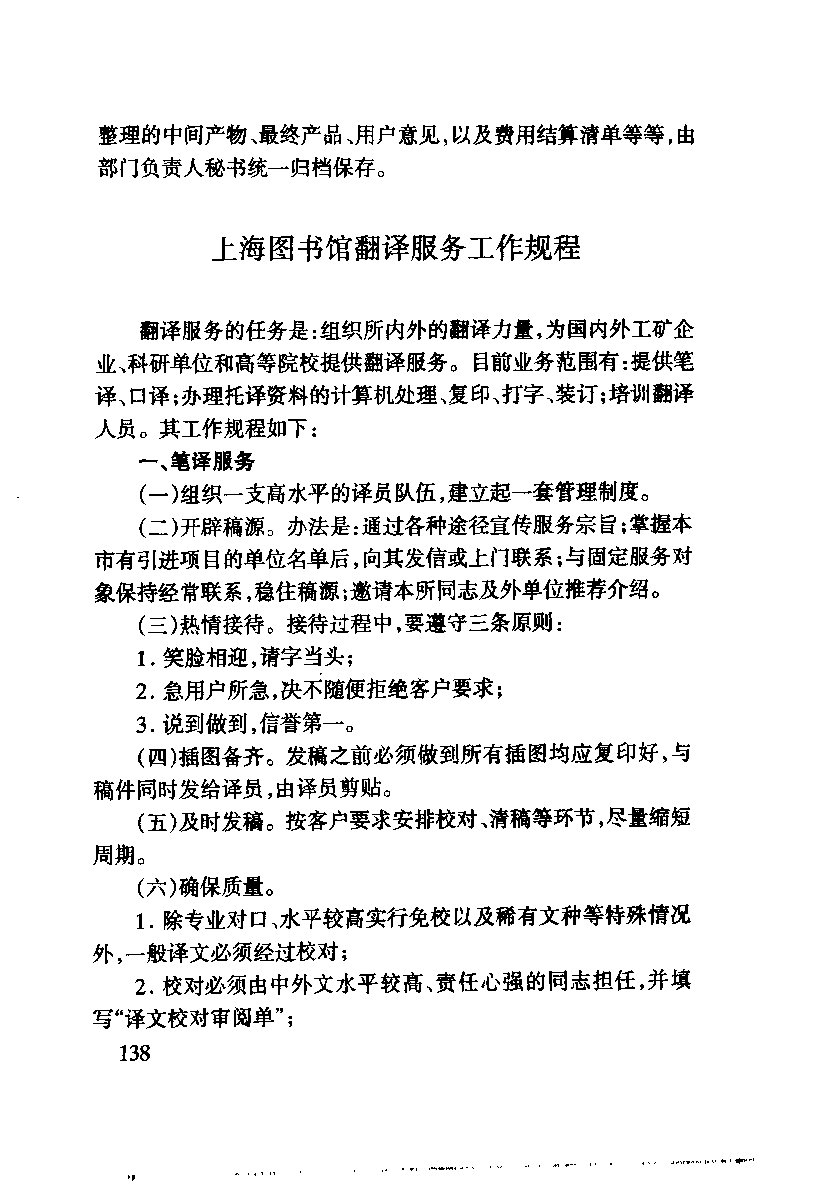 整理的中间产物、最终产品、用户意见,以及费用结算清单等等,由
部门负责人秘书统一归档保存。
上海图书馆翻译服务工作规程
翻译服务的任务是:组织所内外的翻译力量,为国内外工矿企
业、科研单位和高等院校提供翻译服务。目前业务范围有:提供笔
译、口译;办理托译资料的计算机处理、复印、打字、装订;培训翻译
人员。其工作规程如下:
一、笔译服务
(一)组织一支高水平的译员队伍,建立起一套管理制度。
(二)开辟稿源。办法是:通过各种途径宣传服务宗旨;掌握本
市有引进项目的单位名单后,向其发信或上门联系;与固定服务对
象保持经常联系,稳住稿源;邀请本所同志及外单位推荐介绍。
(三)热情接待。接待过程中,要遵守三条原则:
1. 笑脸相迎,请字当头;
2. 急用户所急,决不随便拒绝客户要求;
3. 说到做到,信誉第一。
(四)插图备齐。发稿之前必须做到所有插图均应复印好,与
稿件同时发给译员,由译员剪贴。
(五)及时发稿。按客户要求安排校对、清稿等环节,尽量缩短
周期。
(六)确保质量。
1. 除专业对口、水平较高实行免校以及稀有文种等特殊情况
外,一般译文必须经过校对;
2. 校对必须由中外文水平较高、责任心强的同志担任,并填
写“译文校对审阅单”;
138